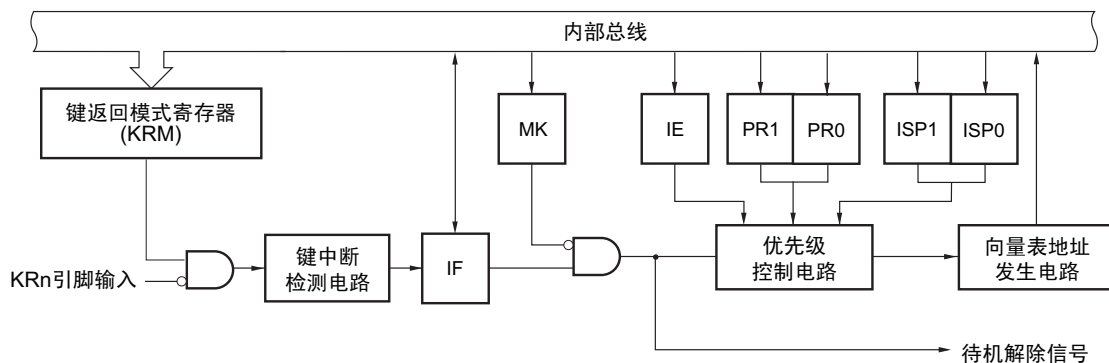 内部总线
键返回模式寄存器
(KRM)
MK
IE
PR1
PR0
ISP1
ISP0
KRn引脚输入
键中断
检测电路
IF
优先级
控制电路
向量表地址
发生电路
待机解除信号